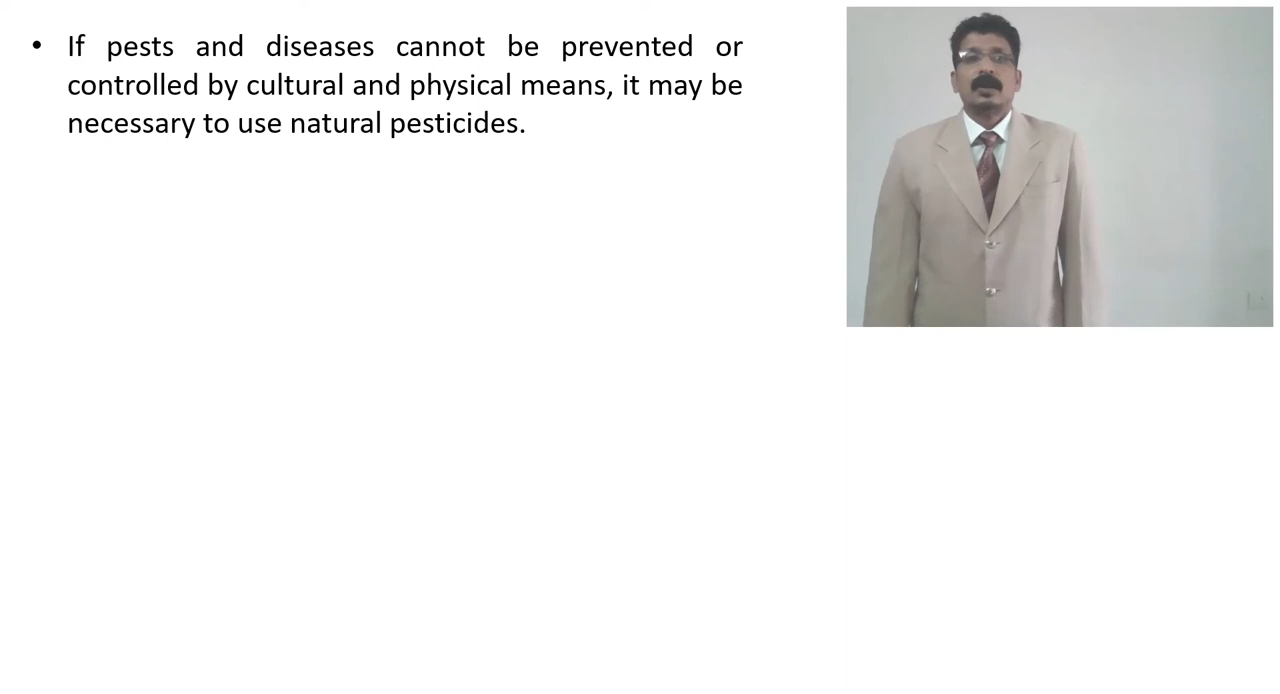 • If pests and diseases cannot be prevented or
controlled by cultural and physical means, it may be
necessary to use natural pesticides.